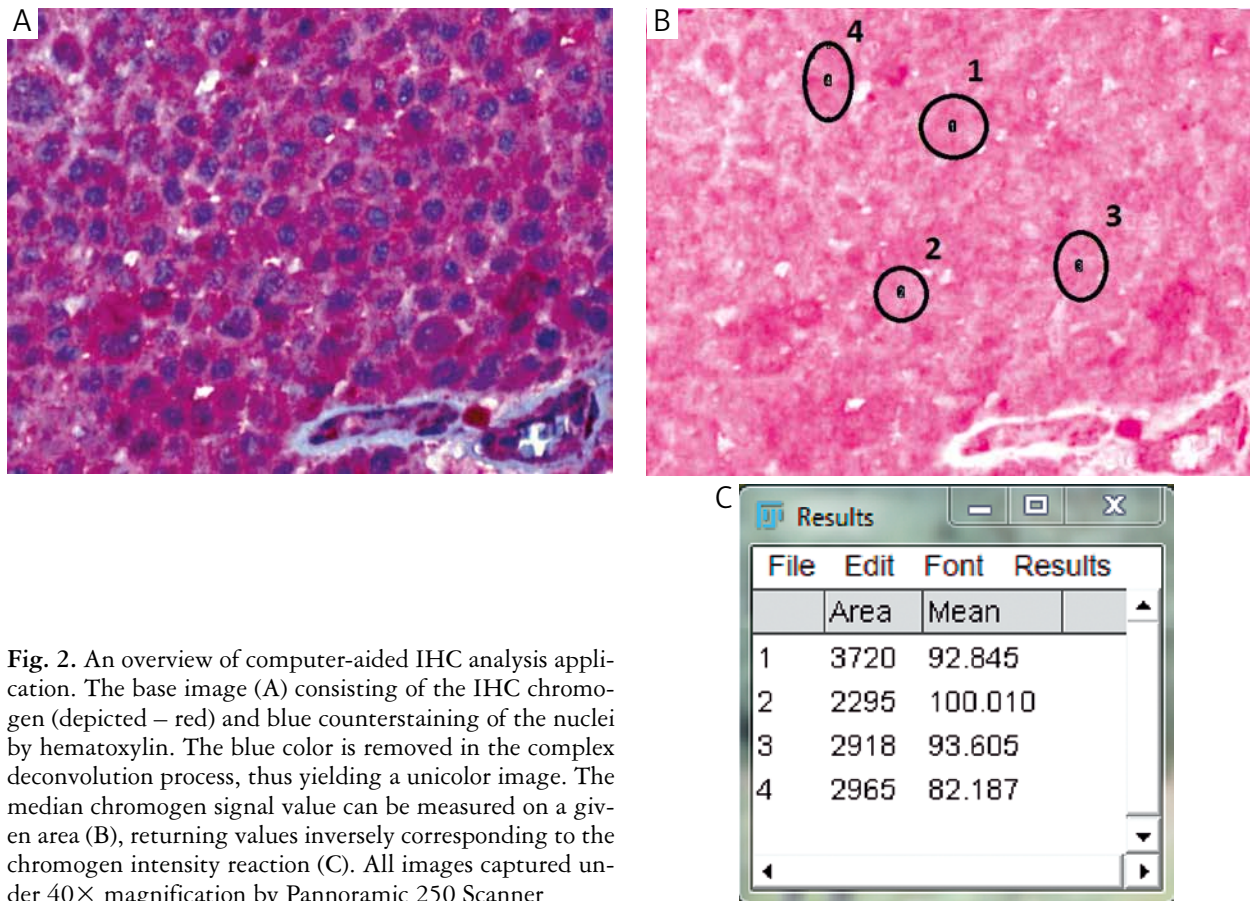 A
B
4
1
3
2
1
2
3
4
C
Results
File Edit Font Results
Area Mean
1 3720 92.845
2 2295 100.010
3 2918 93.605
4 2965 82.187
Fig. 2. An overview of computer-aided IHC analysis appli-
cation. The base image (A) consisting of the IHC chromo-
gen (depicted – red) and blue counterstaining of the nuclei
by hematoxylin. The blue color is removed in the complex
deconvolution process, thus yielding a unicolor image. The
median chromogen signal value can be measured on a giv-
en area (B), returning values inversely corresponding to the
chromogen intensity reaction (C). All images captured un-
der 40× magnification by Pannoramic 250 Scanner